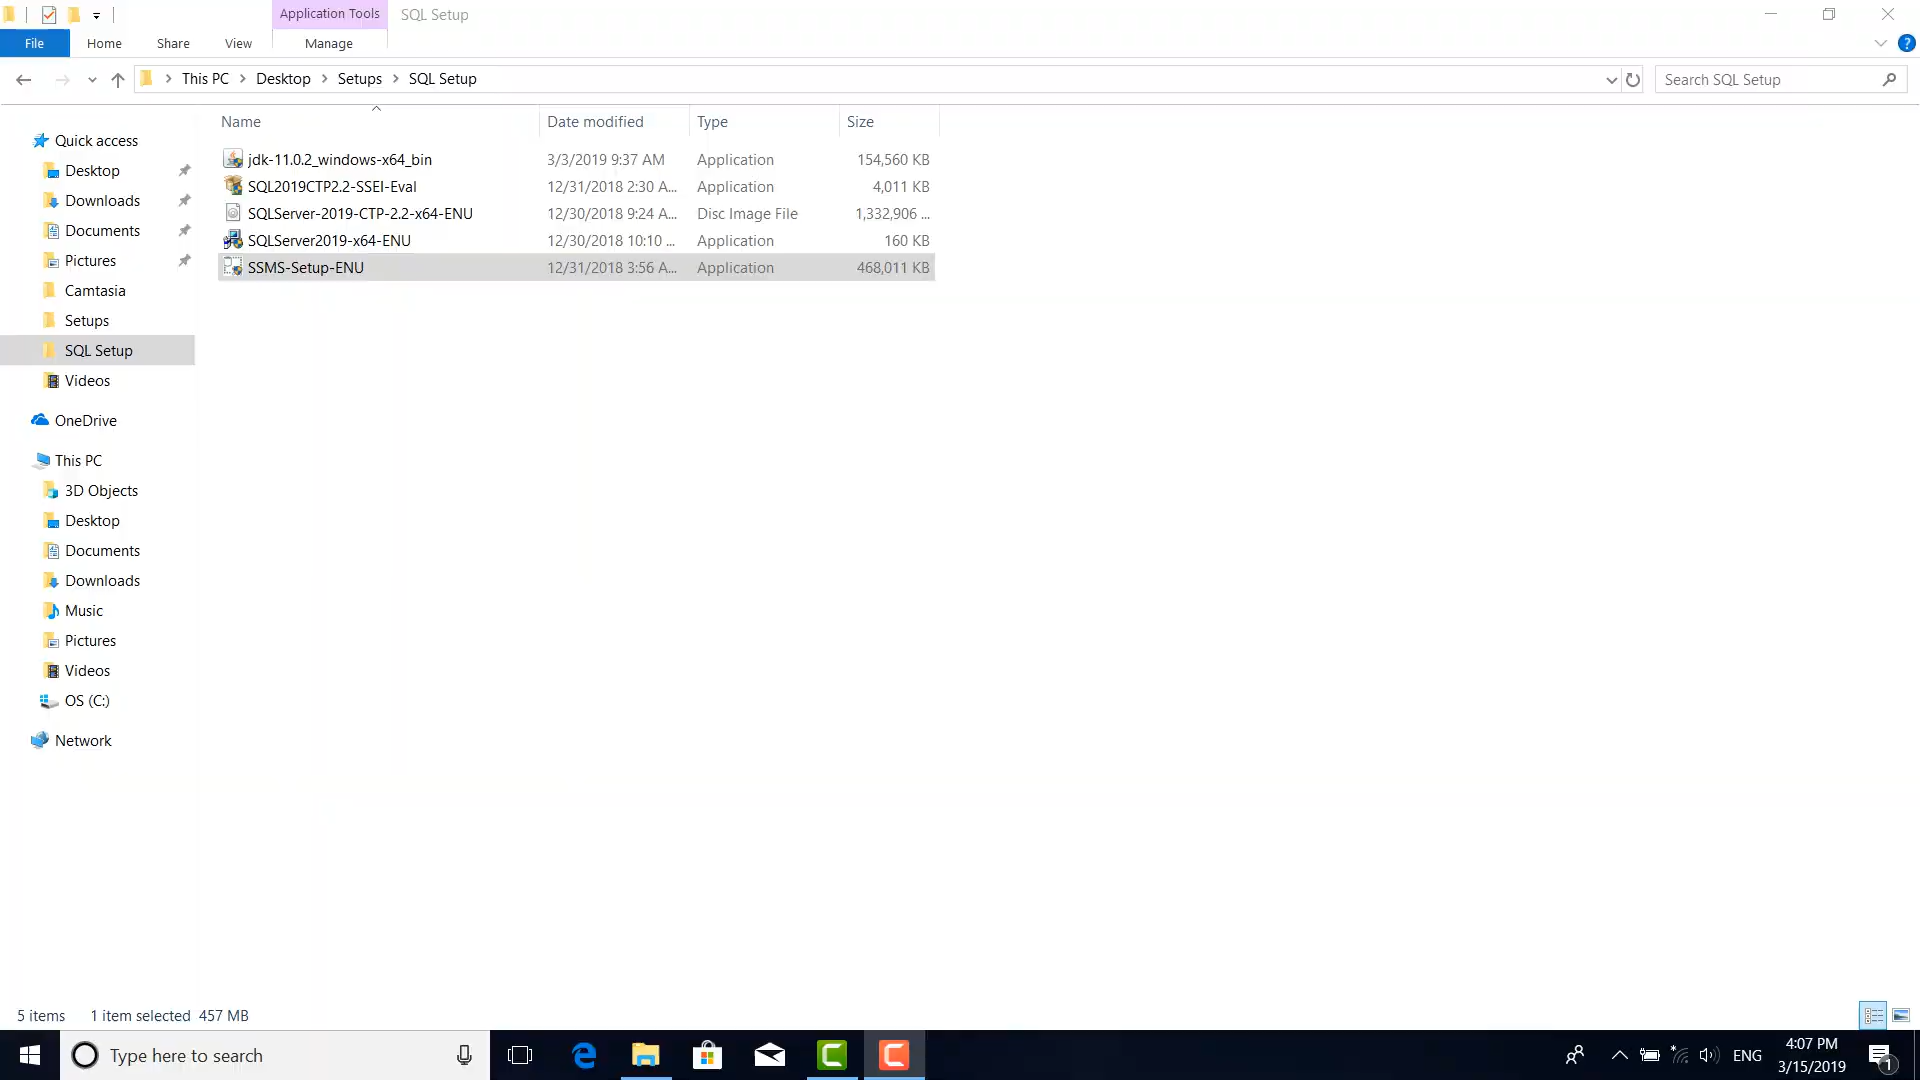 Application Tools SQL Setup
File Home Share View Manage
This PC Desktop Setups SQL Setup Search SQL Setup
Name Date modified Type Size
jdk-11.0.2_windows-x64_bin 3/3/2019 9:37 AM Application 154,560 KB
SQL2019CTP2.2-SSEI-Eval 12/31/2018 2:30 A... Application 4,011 KB
SQLServer-2019-CTP-2.2-x64-ENU 12/30/2018 9:24 A... Disc Image File 1,332,906 ...
SQLServer2019-x64-ENU 12/30/2018 10:10 ... Application 160 KB
SSMS-Setup-ENU 12/31/2018 3:56 A... Application 468,011 KB
Quick access
Desktop
Downloads
Documents
Pictures
Camtasia
Setups
SQL Setup
Videos
OneDrive
This PC
3D Objects
Desktop
Documents
Downloads
Music
Pictures
Videos
OS (C:)
Network
5 items 1 item selected 457 MB
Type here to search
ENG
4:07 PM
3/15/2019
1